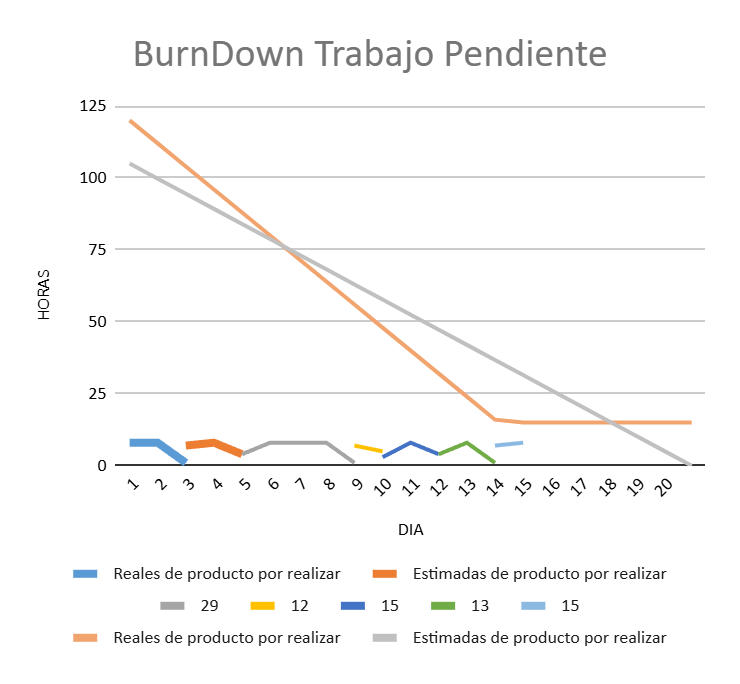 BurnDown Trabajo Pendiente
125
100
75
50
25
0
HORAS
1 2 3 4 5 6 7 8 9 10 11 12 13 14 15 16 17 18 19 20
DIA
Reales de producto por realizar Estimadas de producto por realizar
29 12 15 13 15
Reales de producto por realizar Estimadas de producto por realizar